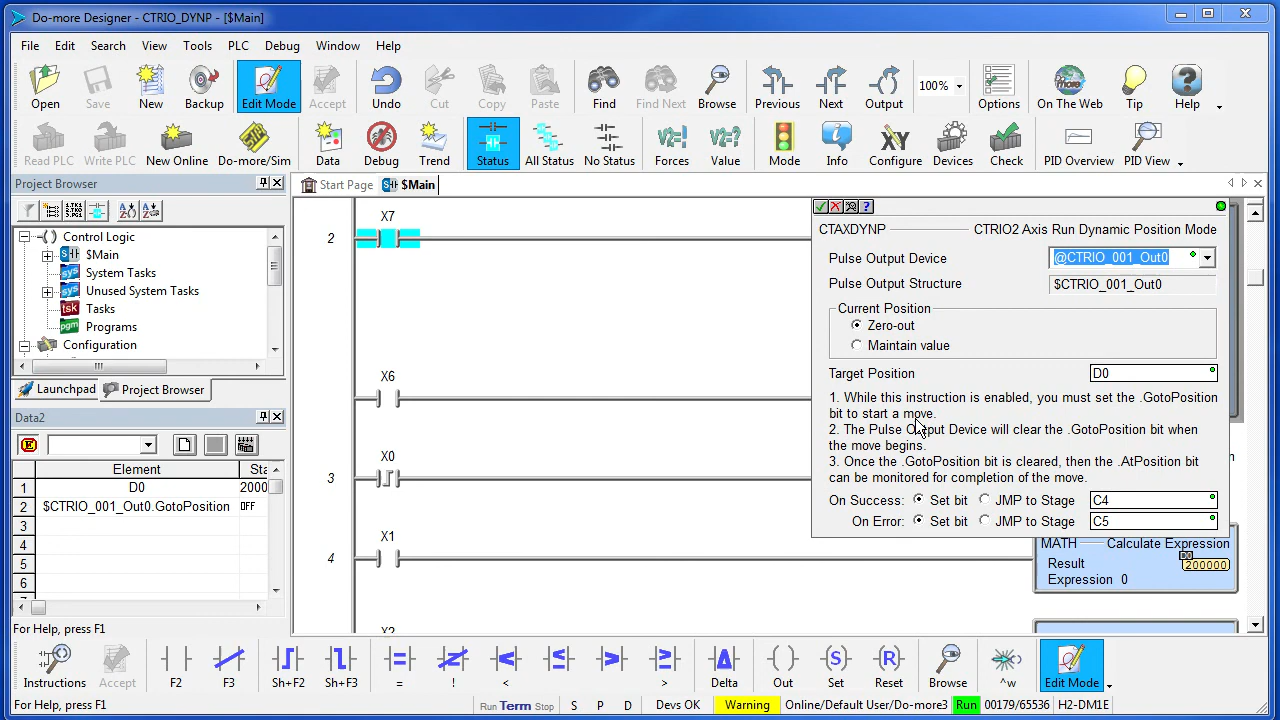 Do-more Designer - CTRIO_DYNP - [$Main]
File Edit Search View Tools PLC Debug Window Help
Open Save New Backup Edit Mode Accept Undo Cut Copy Paste Find Find Next Browse Previous Next Output 100% Options On The Web Tip Help
Read PLC Write PLC New Online Do-more/Sim Data Debug Trend Status All Status No Status Forces Value Mode Info Configure Devices Check PID Overview PID View
Project Browser
Start Page $Main
Control Logic
$Main
System Tasks
Unused System Tasks
Tasks
Programs
Configuration
Launchpad Project Browser
Data2
Element Sta
1 D0 2000
2 $CTRIO_001_Out0.GotoPosition OFF
3
4
5
6
For Help, press F1
X7
2
X6
X0
3
X1
4
X2
CTAXDYNP CTRIO2 Axis Run Dynamic Position Mode
Pulse Output Device @CTRIO_001_Out0
Pulse Output Structure $CTRIO_001_Out0
Current Position
Zero-out
Maintain value
Target Position D0
1. While this instruction is enabled, you must set the .GotoPosition
bit to start a move.
2. The Pulse Output Device will clear the .GotoPosition bit when
the move begins.
3. Once the .GotoPosition bit is cleared, then the .AtPosition bit
can be monitored for completion of the move.
On Success: Set bit JMP to Stage C4
On Error: Set bit JMP to Stage C5
MATH Calculate Expression
Result D0 200000
Expression 0
Instructions Accept F2 F3 Sh+F2 Sh+F3 = ! < > Delta Out Set Reset Browse ^w Edit Mode
For Help, press F1 Run Term Stop S P D Devs OK Warning Online/Default User/Do-more3 Run 00179/65536 H2-DM1E